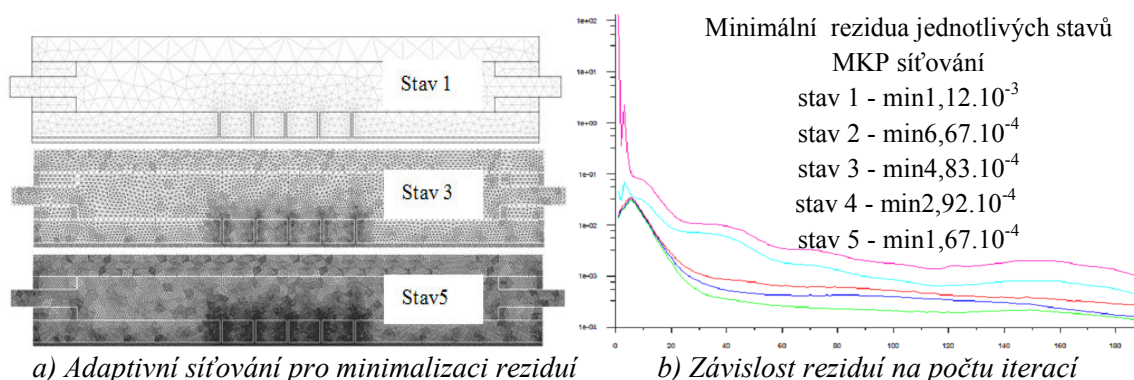 Stav 1
Stav 3
Stav5
a) Adaptivní síťování pro minimalizaci reziduí
1e+02
1e+01
1e+00
1e-01
1e-02
1e-03
1e-04
0 20 40 60 80 100 120 140 160 180
Minimální rezidua jednotlivých stavů
MKP síťování
stav 1 - min1,12.10⁻³
stav 2 - min6,67.10⁻⁴
stav 3 - min4,83.10⁻⁴
stav 4 - min2,92.10⁻⁴
stav 5 - min1,67.10⁻⁴
b) Závislost reziduí na počtu iterací